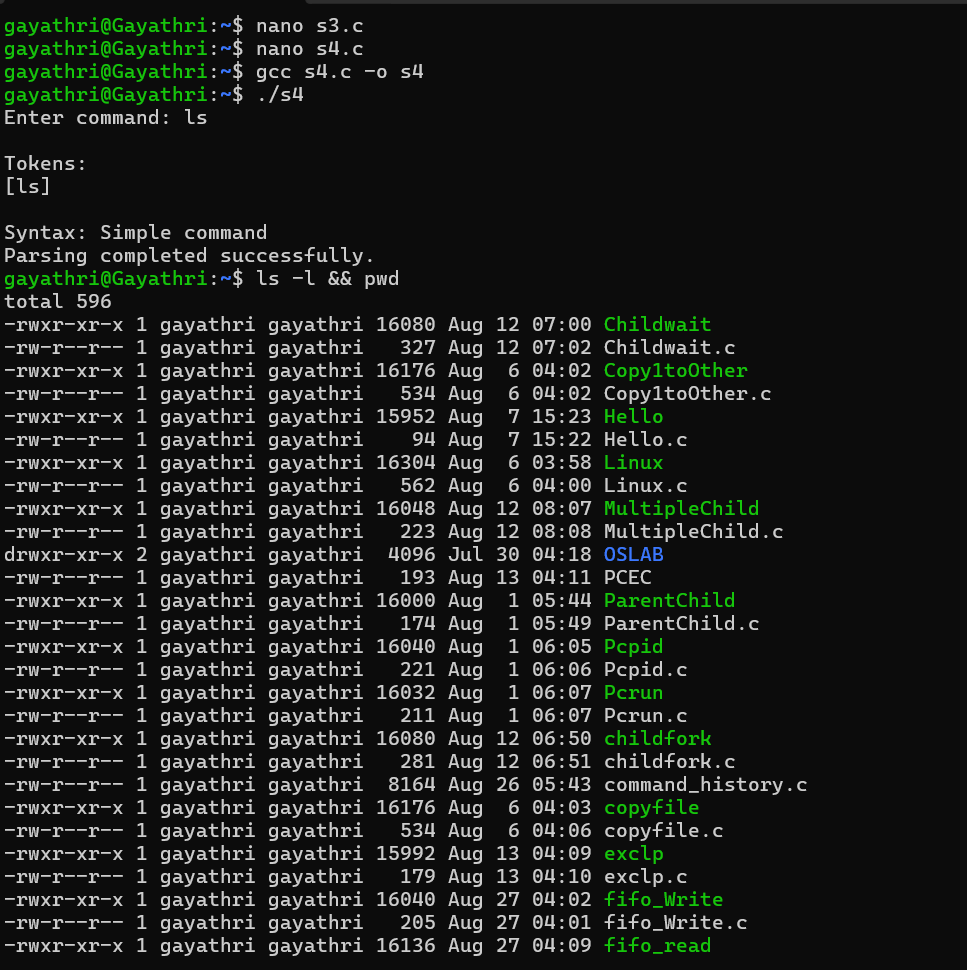 gayathri@Gayathri:~$ nano s3.c
gayathri@Gayathri:~$ nano s4.c
gayathri@Gayathri:~$ gcc s4.c -o s4
gayathri@Gayathri:~$ ./s4
Enter command: ls

Tokens:
[ls]

Syntax: Simple command
Parsing completed successfully.
gayathri@Gayathri:~$ ls -l && pwd
total 596
-rwxr-xr-x 1 gayathri gayathri 16080 Aug 12 07:00 Childwait
-rw-r--r-- 1 gayathri gayathri   327 Aug 12 07:02 Childwait.c
-rwxr-xr-x 1 gayathri gayathri 16176 Aug  6 04:02 Copy1toOther
-rw-r--r-- 1 gayathri gayathri   534 Aug  6 04:02 Copy1toOther.c
-rwxr-xr-x 1 gayathri gayathri 15952 Aug  7 15:23 Hello
-rw-r--r-- 1 gayathri gayathri    94 Aug  7 15:22 Hello.c
-rwxr-xr-x 1 gayathri gayathri 16304 Aug  6 03:58 Linux
-rw-r--r-- 1 gayathri gayathri   562 Aug  6 04:00 Linux.c
-rwxr-xr-x 1 gayathri gayathri 16048 Aug 12 08:07 MultipleChild
-rw-r--r-- 1 gayathri gayathri   223 Aug 12 08:08 MultipleChild.c
drwxr-xr-x 2 gayathri gayathri  4096 Jul 30 04:18 OSLAB
-rw-r--r-- 1 gayathri gayathri   193 Aug 13 04:11 PCEC
-rwxr-xr-x 1 gayathri gayathri 16000 Aug  1 05:44 ParentChild
-rw-r--r-- 1 gayathri gayathri   174 Aug  1 05:49 ParentChild.c
-rwxr-xr-x 1 gayathri gayathri 16040 Aug  1 06:05 Pcpid
-rw-r--r-- 1 gayathri gayathri   221 Aug  1 06:06 Pcpid.c
-rwxr-xr-x 1 gayathri gayathri 16032 Aug  1 06:07 Pcrun
-rw-r--r-- 1 gayathri gayathri   211 Aug  1 06:07 Pcrun.c
-rwxr-xr-x 1 gayathri gayathri 16080 Aug 12 06:50 childfork
-rw-r--r-- 1 gayathri gayathri   281 Aug 12 06:51 childfork.c
-rw-r--r-- 1 gayathri gayathri  8164 Aug 26 05:43 command_history.c
-rwxr-xr-x 1 gayathri gayathri 16176 Aug  6 04:03 copyfile
-rw-r--r-- 1 gayathri gayathri   534 Aug  6 04:06 copyfile.c
-rwxr-xr-x 1 gayathri gayathri 15992 Aug 13 04:09 exclp
-rw-r--r-- 1 gayathri gayathri   179 Aug 13 04:10 exclp.c
-rwxr-xr-x 1 gayathri gayathri 16040 Aug 27 04:02 fifo_Write
-rw-r--r-- 1 gayathri gayathri   205 Aug 27 04:01 fifo_Write.c
-rwxr-xr-x 1 gayathri gayathri 16136 Aug 27 04:09 fifo_read